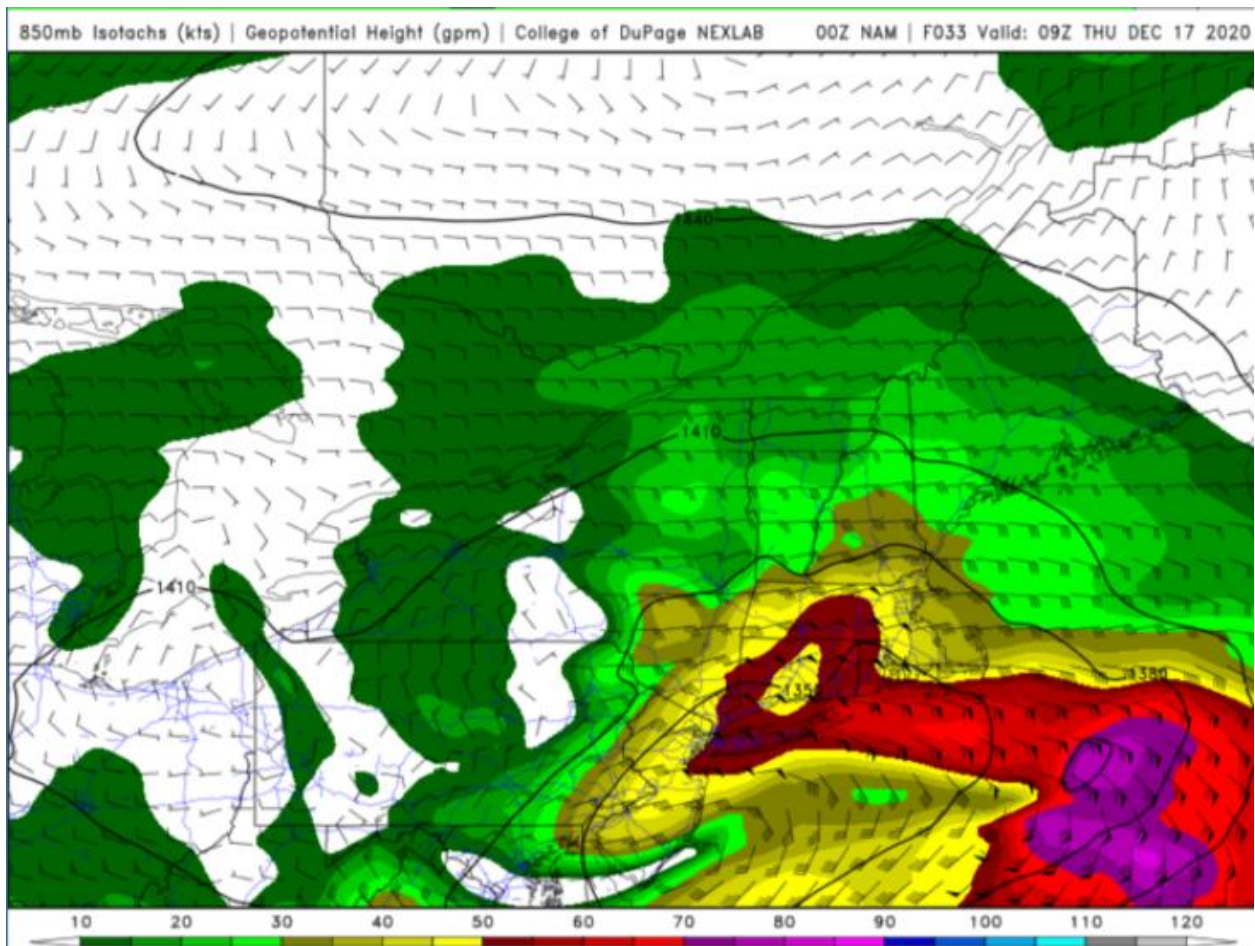 850mb Isotachs (kts) | Geopotential Height (gpm) | College of DuPage NEXLAB 00Z NAM | F033 Valid: 09Z THU DEC 17 2020
1440
1410
1410
1380
10 20 30 40 50 60 70 80 90 100 110 120